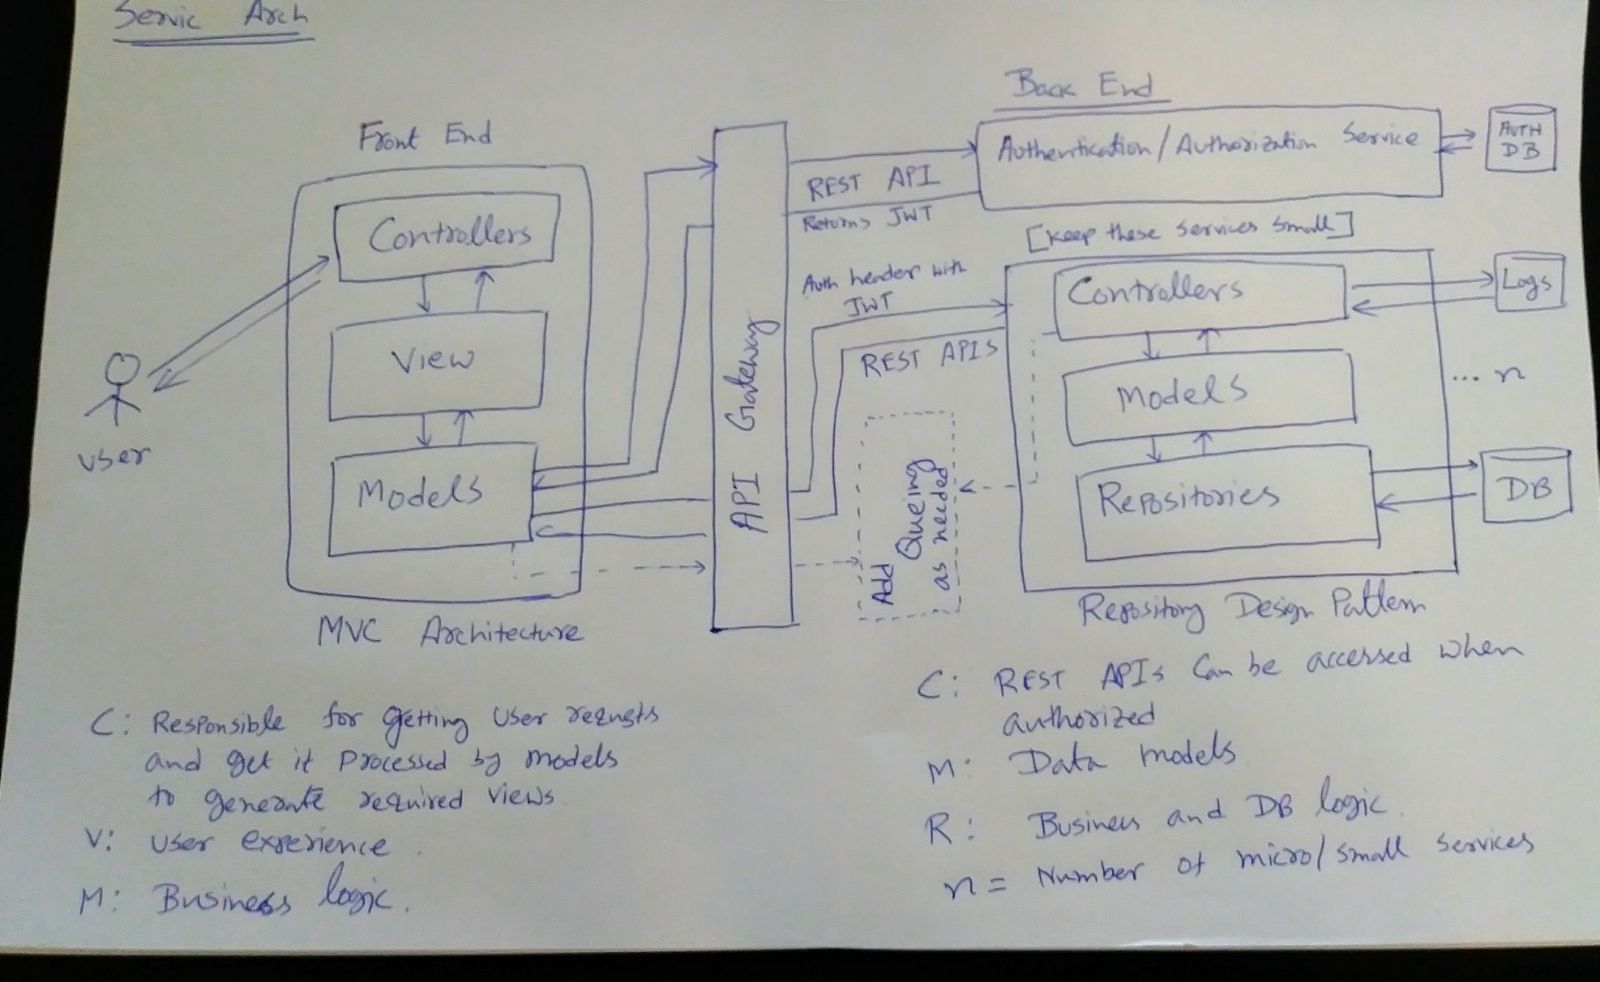 Servic Arch
Back End
Front End
Authentication/Authorization Service
AUTH
DB
REST API
Returns JWT
[Keep these services small]
Controllers
Auth header with
JWT
Controllers
Logs
View
REST APIs
Models
... n
user
API Gateway
Models
Add
Queing
as needed
Repositories
DB
MVC Architecture
Repository Design Pattern
C: Responsible for getting user requsts
and get it processed by models
to generate required views.
V: user experience.
M: Business logic.
C: REST APIs can be accessed when
authorized
M: Data models
R: Business and DB logic.
n = Number of micro/small services